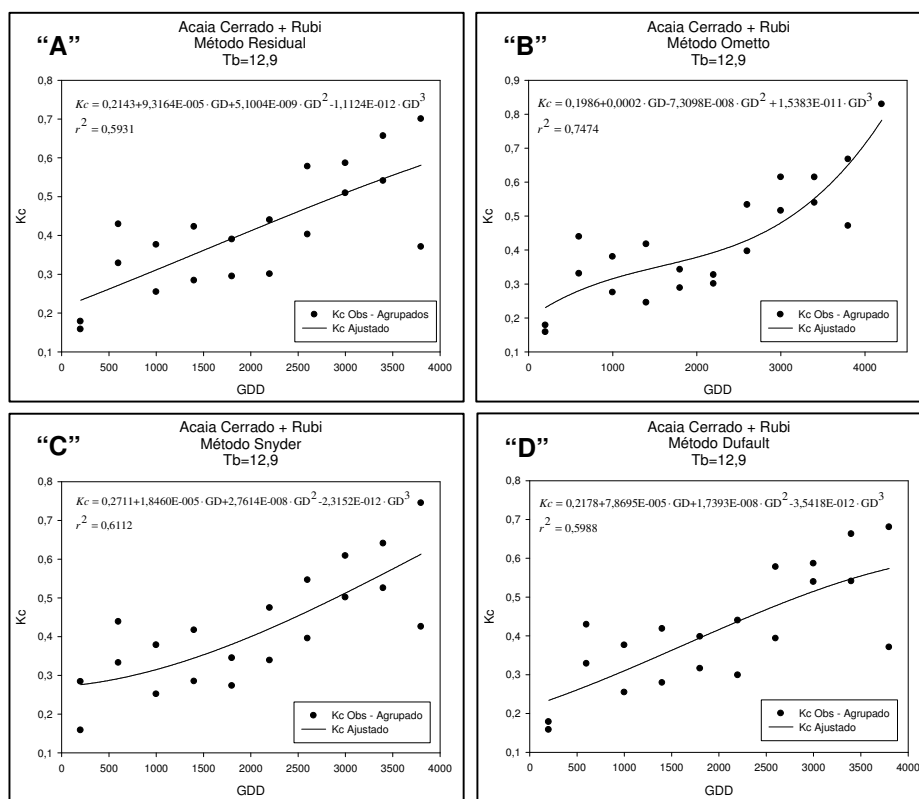 “A”
Acaia Cerrado + Rubi
Método Residual
Tb=12,9
Kc = 0,2143+9,3164E-005· GD+5,1004E-009· GD² -1,1124E-012· GD³
r² = 0,5931
0,8
0,7
0,6
0,5
0,4
0,3
0,2
0,1
Kc
Kc Obs - Agrupados
Kc Ajustado
0 500 1000 1500 2000 2500 3000 3500 4000
GDD
“B”
Acaia Cerrado + Rubi
Método Ometto
Tb=12,9
Kc = 0,1986+0,0002· GD-7,3098E-008· GD² +1,5383E-011· GD³
r² = 0,7474
0,9
0,8
0,7
0,6
0,5
0,4
0,3
0,2
0,1
Kc
Kc Obs - Agrupado
Kc Ajustado
0 1000 2000 3000 4000
GDD
“C”
Acaia Cerrado + Rubi
Método Snyder
Tb=12,9
Kc = 0,2711+1,8460E-005· GD+2,7614E-008· GD² -2,3152E-012· GD³
r² = 0,6112
0,8
0,7
0,6
0,5
0,4
0,3
0,2
0,1
Kc
Kc Obs - Agrupado
Kc Ajustado
0 500 1000 1500 2000 2500 3000 3500 4000
GDD
“D”
Acaia Cerrado + Rubi
Método Dufault
Tb=12,9
Kc = 0,2178+7,8695E-005· GD+1,7393E-008· GD² -3,5418E-012· GD³
r² = 0,5988
0,8
0,7
0,6
0,5
0,4
0,3
0,2
0,1
Kc
Kc Obs - Agrupado
Kc Ajustado
0 500 1000 1500 2000 2500 3000 3500 4000
GDD